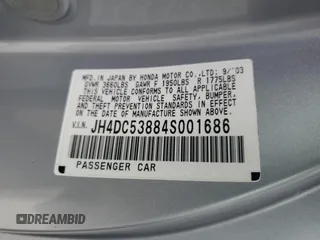 MFD. IN JAPAN BY HONDA MOTOR CO., LTD. 9/03
GVWR 3660LBS GAWR F 1950LBS R 1775LBS
THIS VEHICLE CONFORMS TO ALL APPLICABLE
FEDERAL MOTOR VEHICLE SAFETY, BUMPER,
AND THEFT PREVENTION STANDARDS IN EFFECT
ON THE DATE OF MANUFACTURE SHOWN ABOVE.
V.I.N. JH4DC53884S001686
PASSENGER CAR
DREAMBID